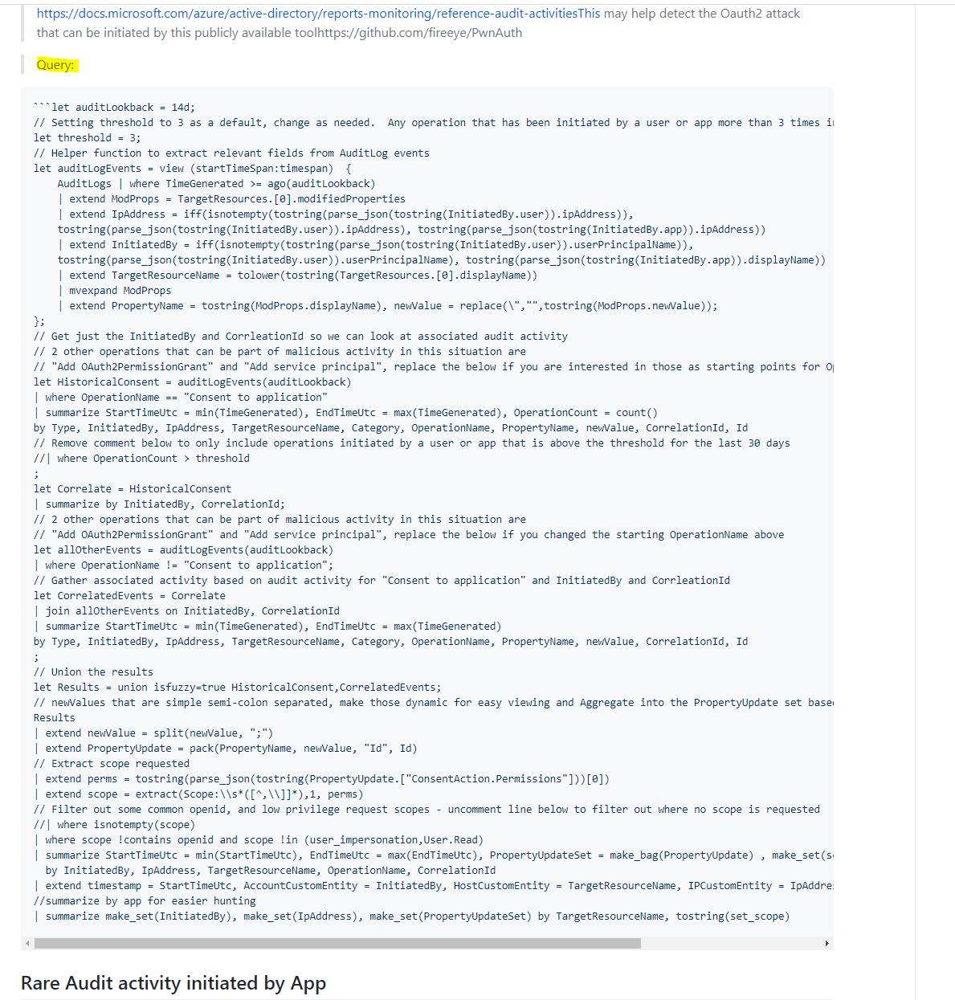 https://docs.microsoft.com/azure/active-directory/reports-monitoring/reference-audit-activitiesThis may help detect the Oauth2 attack
that can be initiated by this publicly available toolhttps://github.com/fireeye/PwnAuth
Query:
```let auditLookback = 14d;
// Setting threshold to 3 as a default, change as needed.  Any operation that has been initiated by a user or app more than 3 times i
let threshold = 3;
// Helper function to extract relevant fields from AuditLog events
let auditLogEvents = view (startTimeSpan:timespan)  {
    AuditLogs | where TimeGenerated >= ago(auditLookback)
    | extend ModProps = TargetResources.[0].modifiedProperties
    | extend IpAddress = iff(isnotempty(tostring(parse_json(tostring(InitiatedBy.user)).ipAddress)),
    tostring(parse_json(tostring(InitiatedBy.user)).ipAddress), tostring(parse_json(tostring(InitiatedBy.app)).ipAddress))
    | extend InitiatedBy = iff(isnotempty(tostring(parse_json(tostring(InitiatedBy.user)).userPrincipalName)),
    tostring(parse_json(tostring(InitiatedBy.user)).userPrincipalName), tostring(parse_json(tostring(InitiatedBy.app)).displayName))
    | extend TargetResourceName = tolower(tostring(TargetResources.[0].displayName))
    | mvexpand ModProps
    | extend PropertyName = tostring(ModProps.displayName), newValue = replace(\","",tostring(ModProps.newValue));
};
// Get just the InitiatedBy and CorrleationId so we can look at associated audit activity
// 2 other operations that can be part of malicious activity in this situation are
// "Add OAuth2PermissionGrant" and "Add service principal", replace the below if you are interested in those as starting points for Op
let HistoricalConsent = auditLogEvents(auditLookback)
| where OperationName == "Consent to application"
| summarize StartTimeUtc = min(TimeGenerated), EndTimeUtc = max(TimeGenerated), OperationCount = count()
by Type, InitiatedBy, IpAddress, TargetResourceName, Category, OperationName, PropertyName, newValue, CorrelationId, Id
// Remove comment below to only include operations initiated by a user or app that is above the threshold for the last 30 days
//| where OperationCount > threshold
;
let Correlate = HistoricalConsent
| summarize by InitiatedBy, CorrelationId;
// 2 other operations that can be part of malicious activity in this situation are
// "Add OAuth2PermissionGrant" and "Add service principal", replace the below if you changed the starting OperationName above
let allOtherEvents = auditLogEvents(auditLookback)
| where OperationName != "Consent to application";
// Gather associated activity based on audit activity for "Consent to application" and InitiatedBy and CorrleationId
let CorrelatedEvents = Correlate
| join allOtherEvents on InitiatedBy, CorrelationId
| summarize StartTimeUtc = min(TimeGenerated), EndTimeUtc = max(TimeGenerated)
by Type, InitiatedBy, IpAddress, TargetResourceName, Category, OperationName, PropertyName, newValue, CorrelationId, Id
;
// Union the results
let Results = union isfuzzy=true HistoricalConsent,CorrelatedEvents;
// newValues that are simple semi-colon separated, make those dynamic for easy viewing and Aggregate into the PropertyUpdate set base
Results
| extend newValue = split(newValue, ";")
| extend PropertyUpdate = pack(PropertyName, newValue, "Id", Id)
// Extract scope requested
| extend perms = tostring(parse_json(tostring(PropertyUpdate.["ConsentAction.Permissions"]))[0])
| extend scope = extract(Scope:\\s*([^,\\]]*),1, perms)
// Filter out some common openid, and low privilege request scopes - uncomment line below to filter out where no scope is requested
//| where isnotempty(scope)
| where scope !contains openid and scope !in (user_impersonation,User.Read)
| summarize StartTimeUtc = min(StartTimeUtc), EndTimeUtc = max(EndTimeUtc), PropertyUpdateSet = make_bag(PropertyUpdate) , make_set(s
  by InitiatedBy, IpAddress, TargetResourceName, OperationName, CorrelationId
| extend timestamp = StartTimeUtc, AccountCustomEntity = InitiatedBy, HostCustomEntity = TargetResourceName, IPCustomEntity = IpAddre
//summarize by app for easier hunting
| summarize make_set(InitiatedBy), make_set(IpAddress), make_set(PropertyUpdateSet) by TargetResourceName, tostring(set_scope)
Rare Audit activity initiated by App